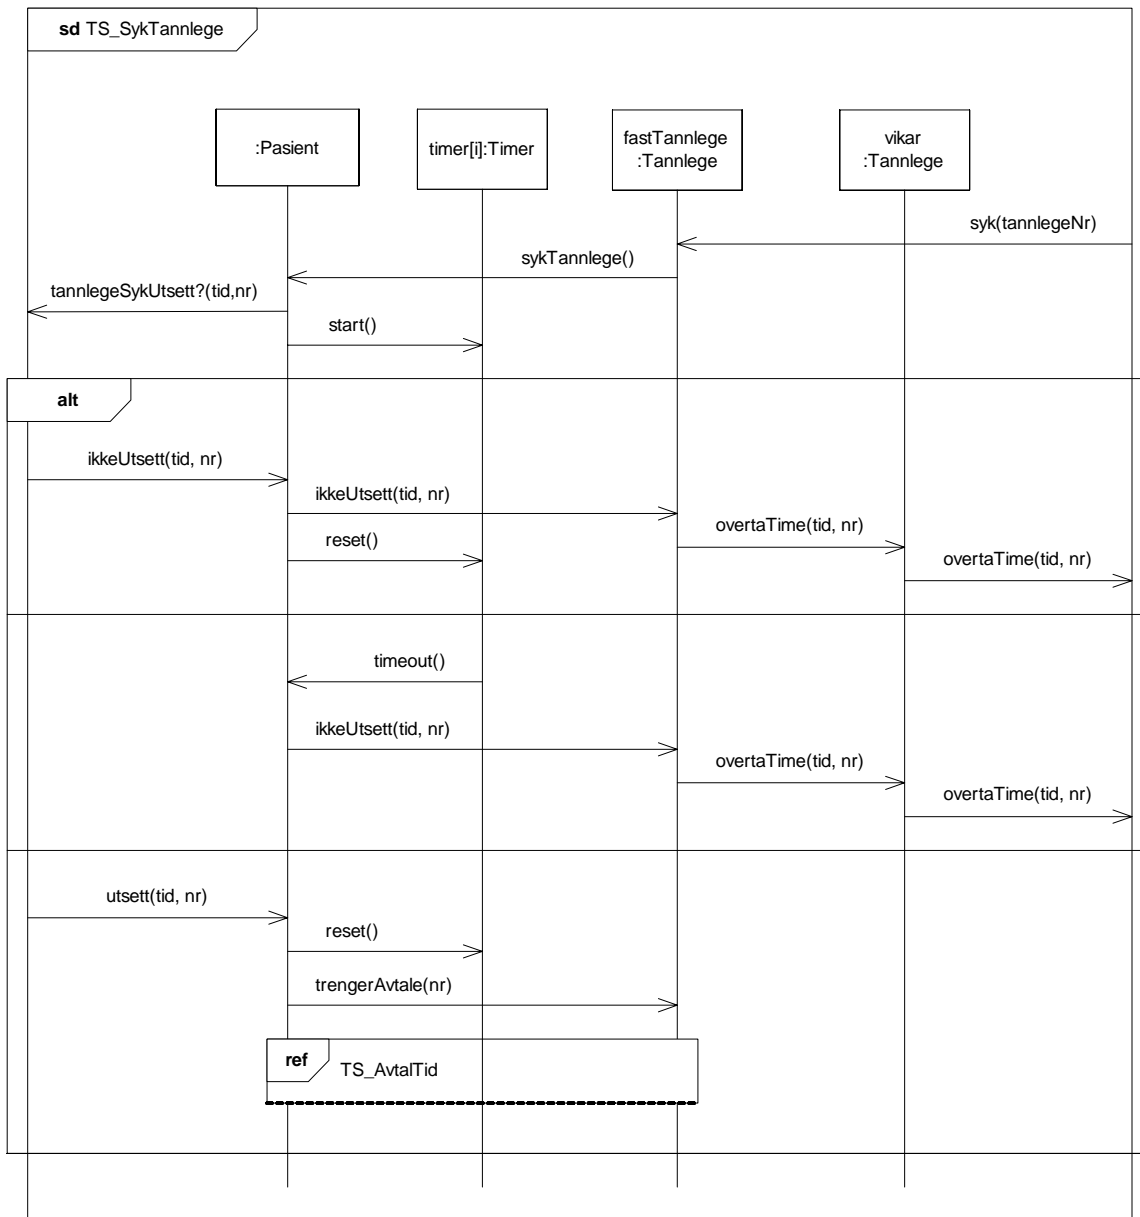 sd TS_SykTannlege
:Pasient
timer[i]:Timer
fastTannlege
:Tannlege
vikar
:Tannlege
syk(tannlegeNr)
sykTannlege()
tannlegeSykUtsett?(tid,nr)
start()
alt
ikkeUtsett(tid, nr)
ikkeUtsett(tid, nr)
overtaTime(tid, nr)
reset()
overtaTime(tid, nr)
timeout()
ikkeUtsett(tid, nr)
overtaTime(tid, nr)
overtaTime(tid, nr)
utsett(tid, nr)
reset()
trengerAvtale(nr)
ref
TS_AvtalTid